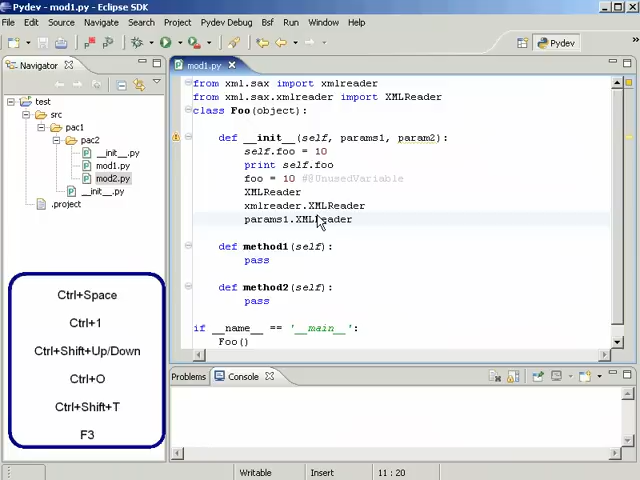 Pydev - mod1.py - Eclipse SDK
File Edit Source Navigate Search Project Pydev Debug Bsf Run Window Help
Pydev
Navigator
mod1.py
test
src
pac1
pac2
__init__.py
mod1.py
mod2.py
__init__.py
.project
from xml.sax import xmlreader
from xml.sax.xmlreader import XMLReader
class Foo(object):
def __init__(self, params1, param2):
self.foo = 10
print self.foo
foo = 10 #@UnusedVariable
XMLReader
xmlreader.XMLReader
params1.XMLReader
def method1(self):
pass
def method2(self):
pass
if __name__ == '__main__':
Foo()
Ctrl+Space
Ctrl+1
Ctrl+Shift+Up/Down
Ctrl+O
Ctrl+Shift+T
F3
Problems Console
Writable Insert 11 : 20